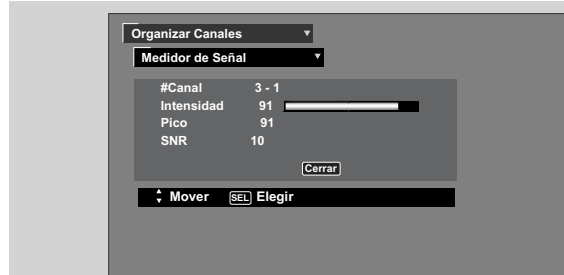 Organizar Canales ▼
Medidor de Señal ▼
#Canal 3 - 1
Intensidad 91
Pico 91
SNR 10
Cerrar
Mover SEL Elegir